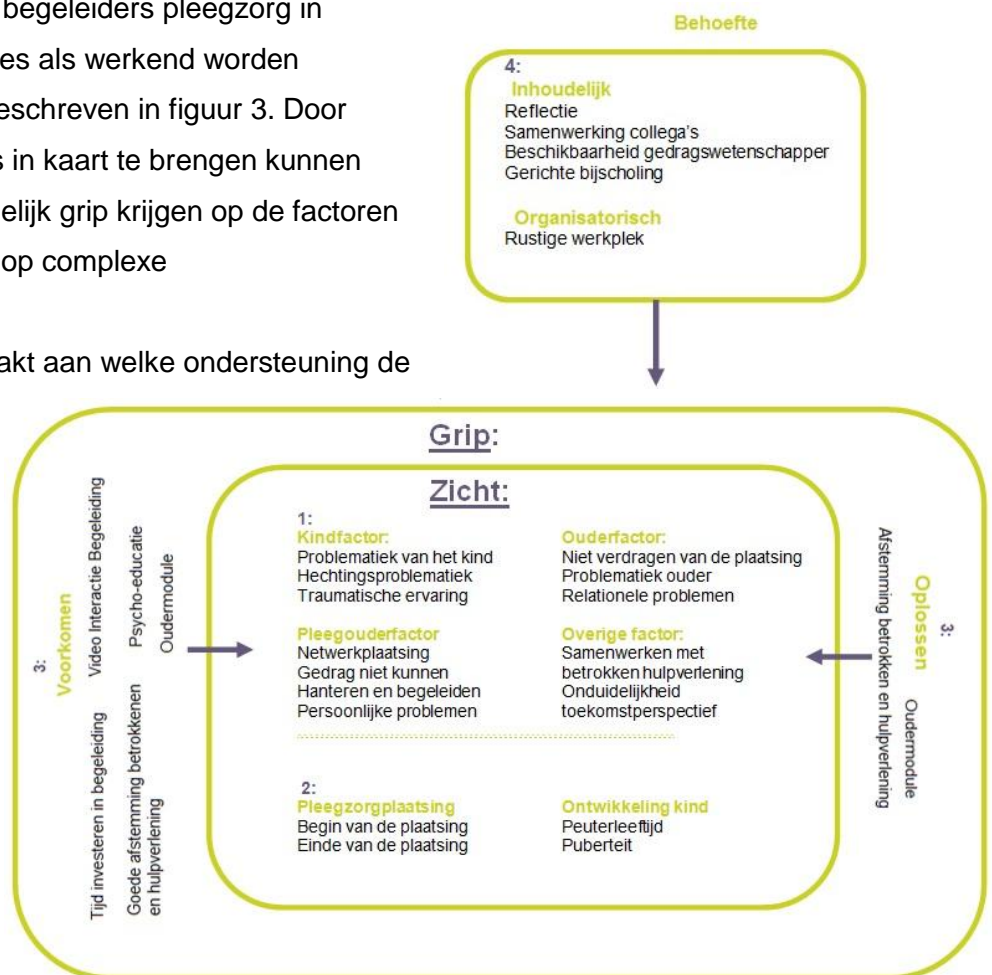 begeleiders pleegzorg in
es als werkend worden
eschreven in figuur 3. Door
s in kaart te brengen kunnen
elijk grip krijgen op de factoren
op complexe
akt aan welke ondersteuning de
Behoefte
4:
Inhoudelijk
Reflectie
Samenwerking collega's
Beschikbaarheid gedragswetenschapper
Gerichte bijscholing
Organisatorisch
Rustige werkplek
Grip:
Zicht:
1:
Kindfactor:
Problematiek van het kind
Hechtingsproblematiek
Traumatische ervaring
Ouderfactor:
Niet verdragen van de plaatsing
Problematiek ouder
Relationele problemen
Pleegouderfactor
Netwerkplaatsing
Gedrag niet kunnen
Hanteren en begeleiden
Persoonlijke problemen
Overige factor:
Samenwerken met
betrokken hulpverlening
Onduidelijkheid
toekomstperspectief
2:
Pleegzorgplaatsing
Begin van de plaatsing
Einde van de plaatsing
Ontwikkeling kind
Peuterleeftijd
Puberteit
3:
Voorkomen
Video Interactie Begeleiding
Psycho-educatie
Oudermodule
Tijd investeren in begeleiding
Goede afstemming betrokkenen
en hulpverlening
3:
Oplossen
Afstemming betrokken en hulpverlening
Oudermodule